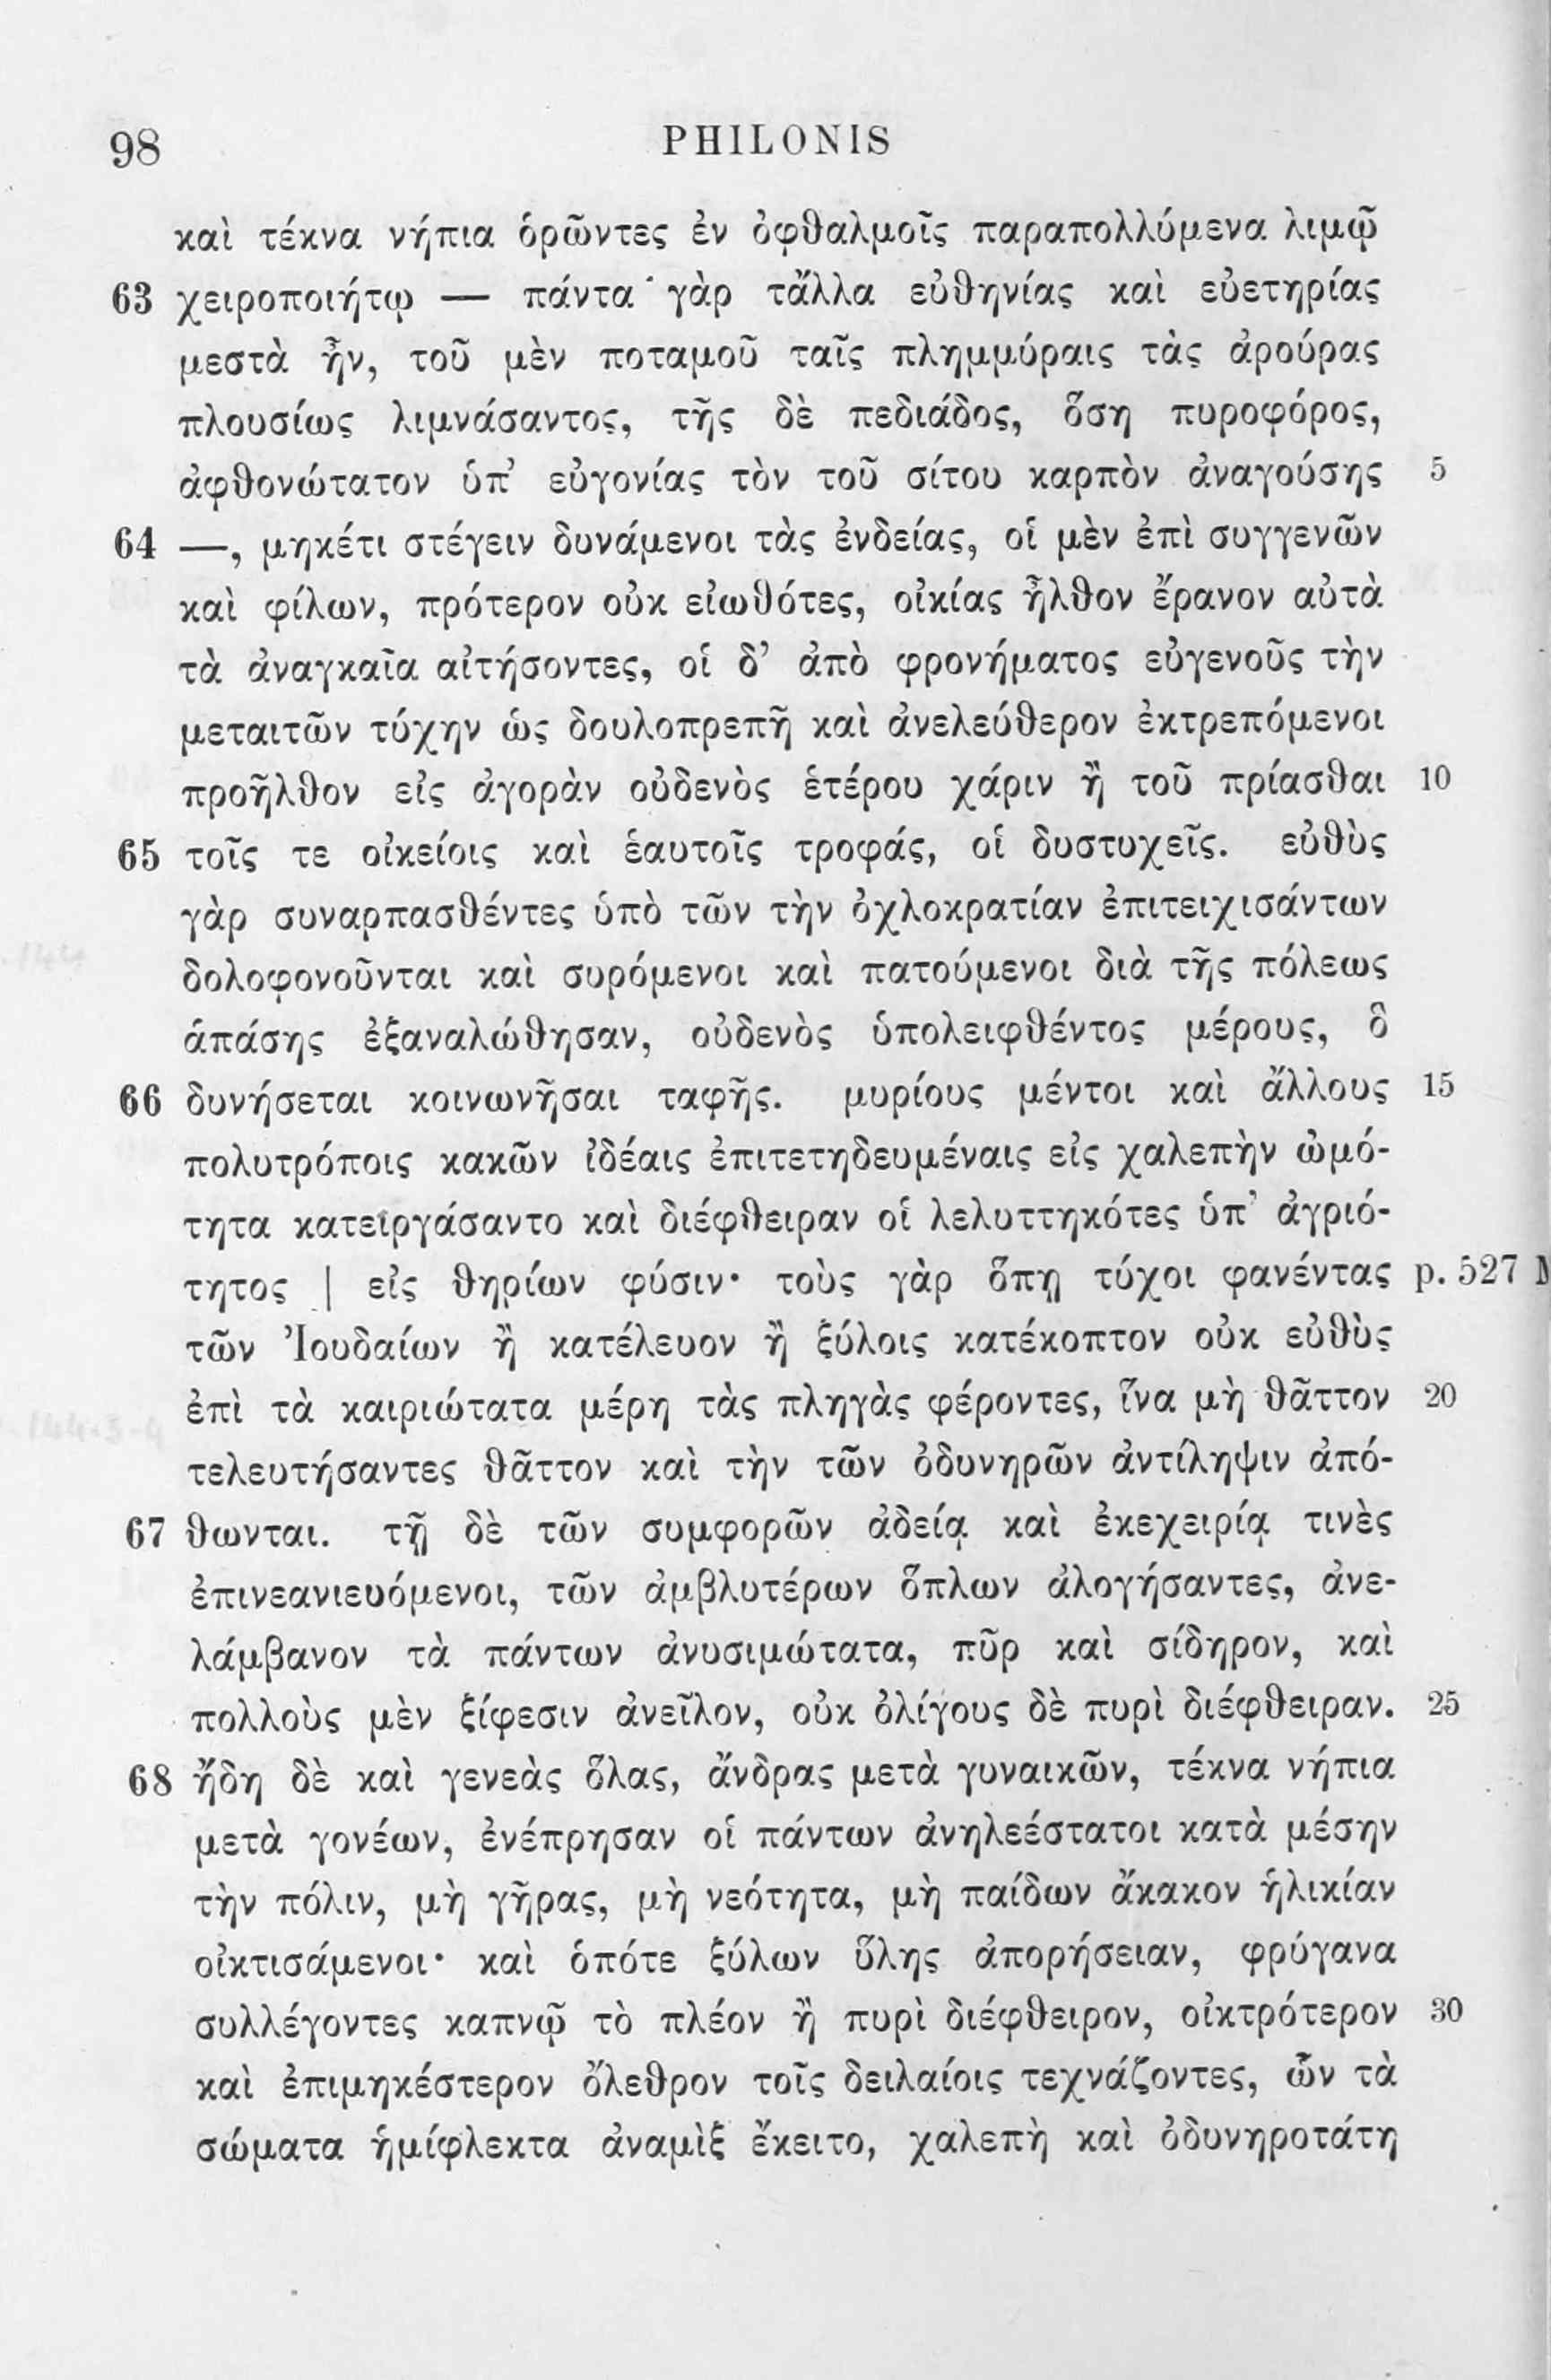 98 PHILONIS
καὶ τέκνα νήπια ὁρῶντες ἐν ὀφθαλμοῖς παραπολλύμενα λιμῷ
63 χειροποιήτῳ — πάντα γὰρ τἄλλα εὐθηνίας καὶ εὐετηρίας
μεστὰ ἦν, τοῦ μὲν ποταμοῦ ταῖς πλημμύραις τὰς ἀρούρας
πλουσίως λιμνάσαντος, τῆς δὲ πεδιάδος, ὅση πυροφόρος,
ἀφθονώτατον ὑπ’ εὐγονίας τὸν τοῦ σίτου καρπὸν ἀναγούσης 5
64 —, μηκέτι στέγειν δυνάμενοι τὰς ἐνδείας, οἱ μὲν ἐπὶ συγγενῶν
καὶ φίλων, πρότερον οὐκ εἰωθότες, οἰκίας ἦλθον ἔρανον αὐτὰ
τὰ ἀναγκαῖα αἰτήσοντες, οἱ δ’ ἀπὸ φρονήματος εὐγενοῦς τὴν
μεταιτῶν τύχην ὡς δουλοπρεπῆ καὶ ἀνελεύθερον ἐκτρεπόμενοι
προῆλθον εἰς ἀγορὰν οὐδενὸς ἑτέρου χάριν ἢ τοῦ πρίασθαι 10
65 τοῖς τε οἰκείοις καὶ ἑαυτοῖς τροφάς, οἱ δυστυχεῖς. εὐθὺς
γὰρ συναρπασθέντες ὑπὸ τῶν τὴν ὀχλοκρατίαν ἐπιτειχισάντων
δολοφονοῦνται καὶ συρόμενοι καὶ πατούμενοι διὰ τῆς πόλεως
ἁπάσης ἐξαναλώθησαν, οὐδενὸς ὑπολειφθέντος μέρους, ὃ
66 δυνήσεται κοινωνῆσαι ταφῆς. μυρίους μέντοι καὶ ἄλλους 15
πολυτρόποις κακῶν ἰδέαις ἐπιτετηδευμέναις εἰς χαλεπὴν ὠμό-
τητα κατειργάσαντο καὶ διέφθειραν οἱ λελυττηκότες ὑπ’ ἀγριό-
τητος | εἰς θηρίων φύσιν· τοὺς γὰρ ὅπῃ τύχοι φανέντας p. 527 M
τῶν Ἰουδαίων ἢ κατέλευον ἢ ξύλοις κατέκοπτον οὐκ εὐθὺς
ἐπὶ τὰ καιριώτατα μέρη τὰς πληγὰς φέροντες, ἵνα μὴ θᾶττον 20
τελευτήσαντες θᾶττον καὶ τὴν τῶν ὀδυνηρῶν ἀντίληψιν ἀπό-
67 θωνται. τῇ δὲ τῶν συμφορῶν ἀδείᾳ καὶ ἐκεχειρίᾳ τινὲς
ἐπινεανιευόμενοι, τῶν ἀμβλυτέρων ὅπλων ἀλογήσαντες, ἀνε-
λάμβανον τὰ πάντων ἀνυσιμώτατα, πῦρ καὶ σίδηρον, καὶ
πολλοὺς μὲν ξίφεσιν ἀνεῖλον, οὐκ ὀλίγους δὲ πυρὶ διέφθειραν. 25
68 ἤδη δὲ καὶ γενεὰς ὅλας, ἄνδρας μετὰ γυναικῶν, τέκνα νήπια
μετὰ γονέων, ἐνέπρησαν οἱ πάντων ἀνηλεέστατοι κατὰ μέσην
τὴν πόλιν, μὴ γῆρας, μὴ νεότητα, μὴ παίδων ἄκακον ἡλικίαν
οἰκτισάμενοι· καὶ ὁπότε ξύλων ὕλης ἀπορήσειαν, φρύγανα
συλλέγοντες καπνῷ τὸ πλέον ἢ πυρὶ διέφθειρον, οἰκτρότερον 30
καὶ ἐπιμηκέστερον ὄλεθρον τοῖς δειλαίοις τεχνάζοντες, ὧν τὰ
σώματα ἡμίφλεκτα ἀναμὶξ ἔκειτο, χαλεπὴ καὶ ὀδυνηροτάτη